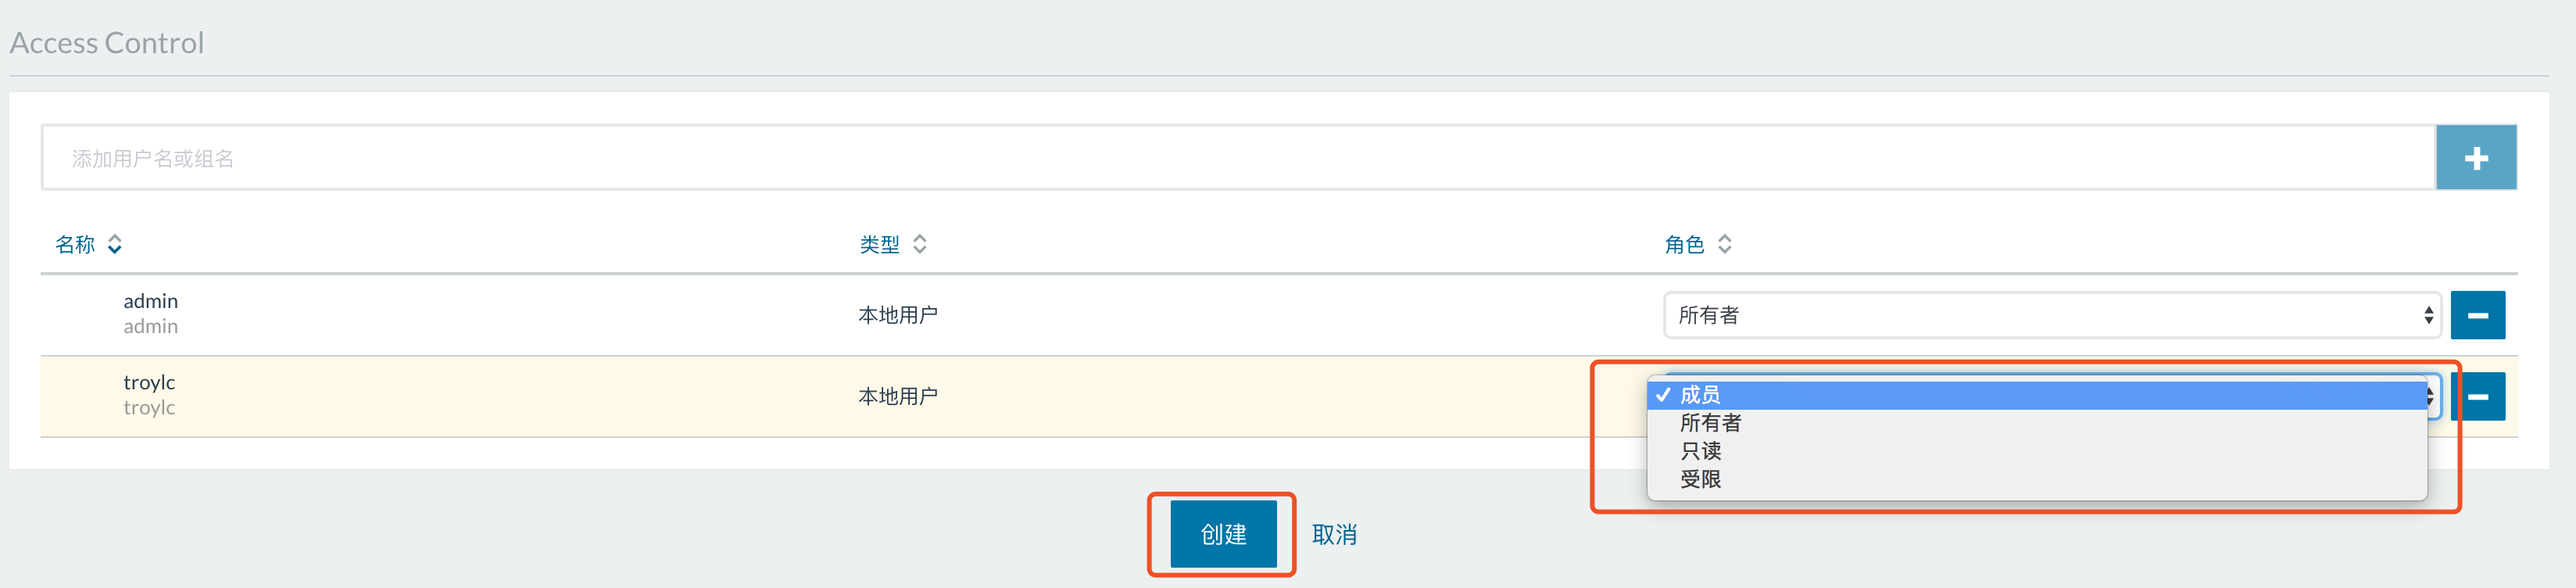 Access Control
添加用户名或组名
名称 类型 角色
admin
admin
本地用户
所有者
troylc
troylc
本地用户
成员
所有者
只读
受限
创建 取消